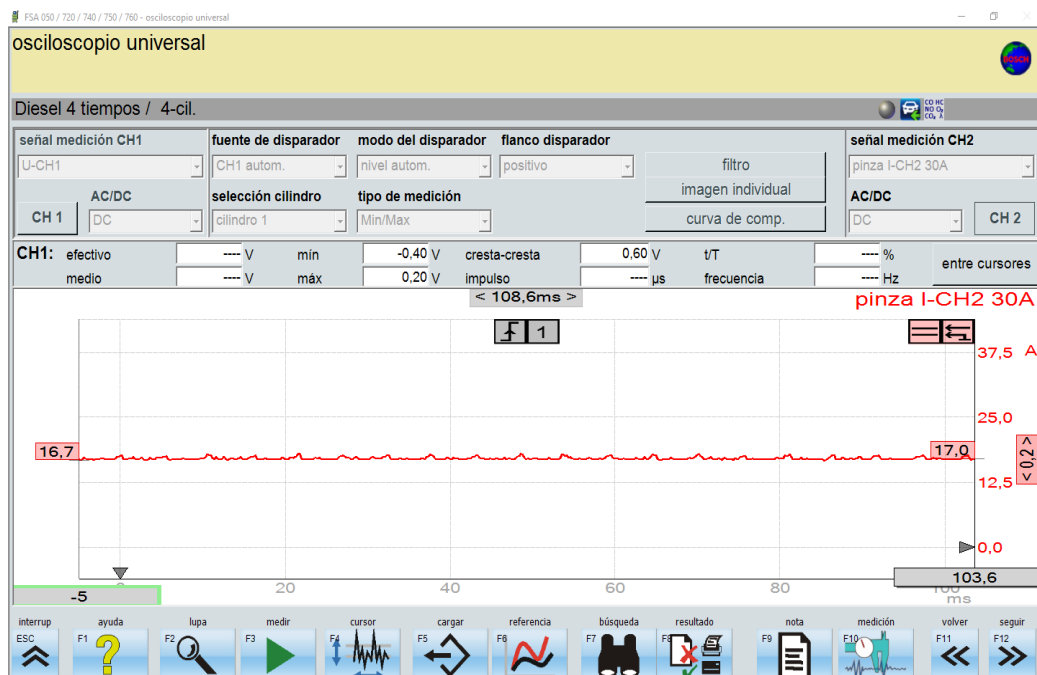 FSA 050 / 720 / 740 / 750 / 760 - osciloscopio universal
osciloscopio universal
BOSCH
Diesel 4 tiempos / 4-cil.
CO HC
NO O₂
CO₂ λ
señal medición CH1
fuente de disparador
modo del disparador
flanco disparador
señal medición CH2
U-CH1
CH1 autom.
nivel autom.
positivo
filtro
pinza I-CH2 30A
AC/DC
selección cilindro
tipo de medición
imagen individual
AC/DC
CH 1
DC
cilindro 1
Min/Max
curva de comp.
DC
CH 2
CH1:
efectivo
---- V
mín
-0,40 V
cresta-cresta
0,60 V
t/T
---- %
entre cursores
medio
---- V
máx
0,20 V
impulso
---- µs
frecuencia
---- Hz
< 108,6ms >
pinza I-CH2 30A
1
37,5 A
25,0
16,7
17,0
< 0,2 >
12,5
0,0
103,6
-5
0
20
40
60
80
100
ms
interrup
ayuda
lupa
medir
cursor
cargar
referencia
búsqueda
resultado
nota
medición
volver
seguir
ESC
F1
F2
F3
F4
F5
F6
F7
F8
F9
F10
F11
F12